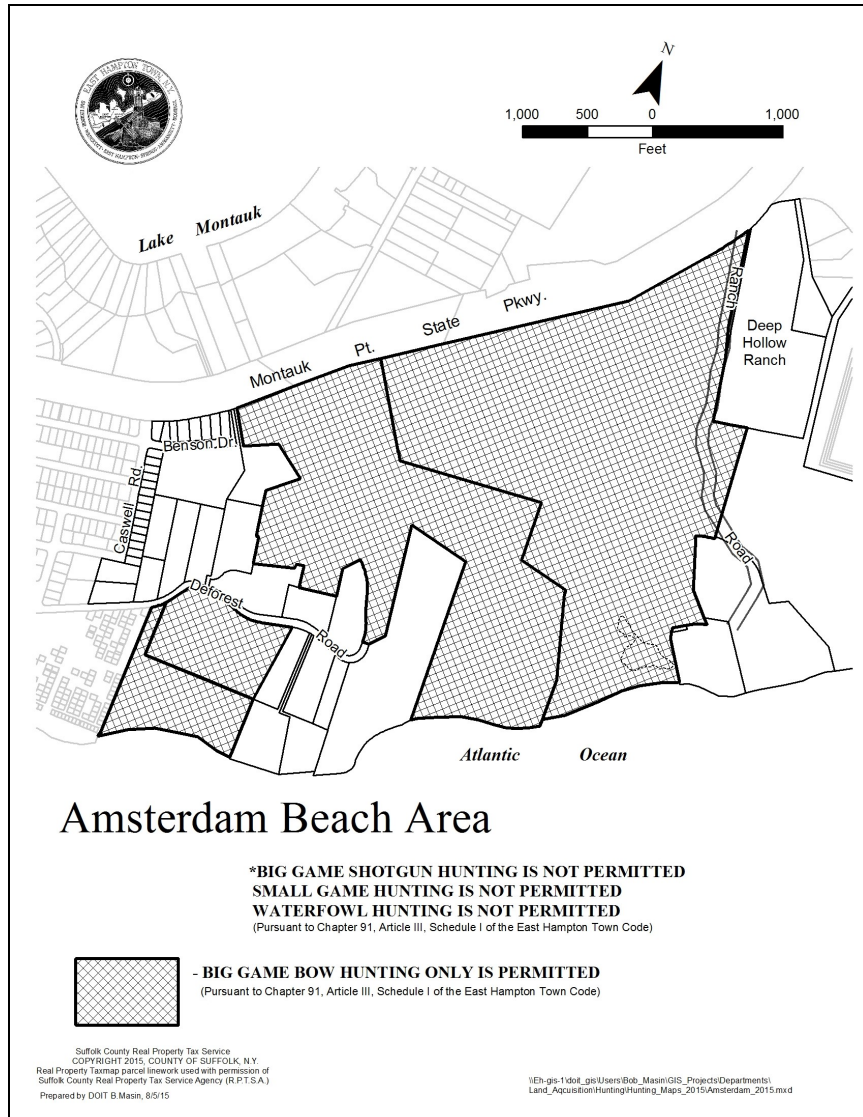 EAST HAMPTON TOWN, N.Y.
N
1,000 500 0 1,000
Feet
Lake Montauk
Montauk Pt. State Pkwy.
Ranch
Deep
Hollow
Ranch
Benson Dr.
Caswell Rd.
Road
Deforest
Road
Atlantic Ocean
Amsterdam Beach Area
*BIG GAME SHOTGUN HUNTING IS NOT PERMITTED
SMALL GAME HUNTING IS NOT PERMITTED
WATERFOWL HUNTING IS NOT PERMITTED
(Pursuant to Chapter 91, Article III, Schedule I of the East Hampton Town Code)
- BIG GAME BOW HUNTING ONLY IS PERMITTED
(Pursuant to Chapter 91, Article III, Schedule I of the East Hampton Town Code)
Suffolk County Real Property Tax Service
COPYRIGHT 2015, COUNTY OF SUFFOLK, N.Y.
Real Property Taxmap parcel linework used with permission of
Suffolk County Real Property Tax Service Agency (R.P.T.S.A.)
Prepared by DOIT B.Masin, 8/5/15
\\Eh-gis-1\doit_gis\Users\Bob_Masin\GIS_Projects\Departments\
Land_Aqcuisition\Hunting\Hunting_Maps_2015\Amsterdam_2015.mxd